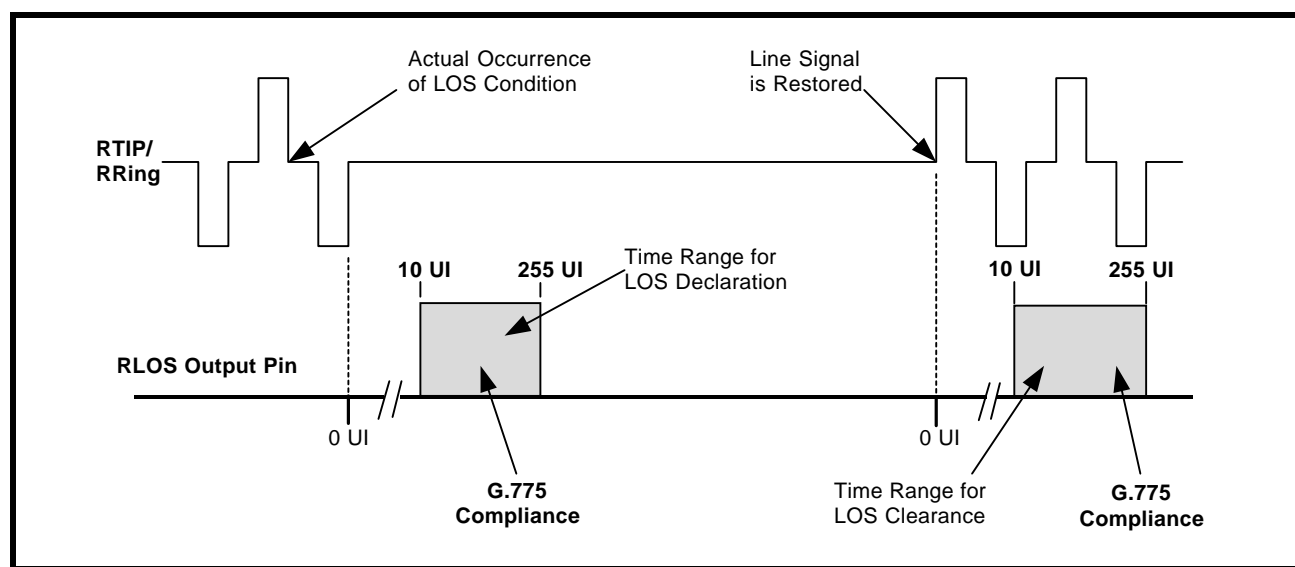 Actual Occurrence
of LOS Condition
Line Signal
is Restored
RTIP/
RRing
10 UI
255 UI
Time Range for
LOS Declaration
10 UI
255 UI
RLOS Output Pin
0 UI
0 UI
G.775
Compliance
Time Range for
LOS Clearance
G.775
Compliance